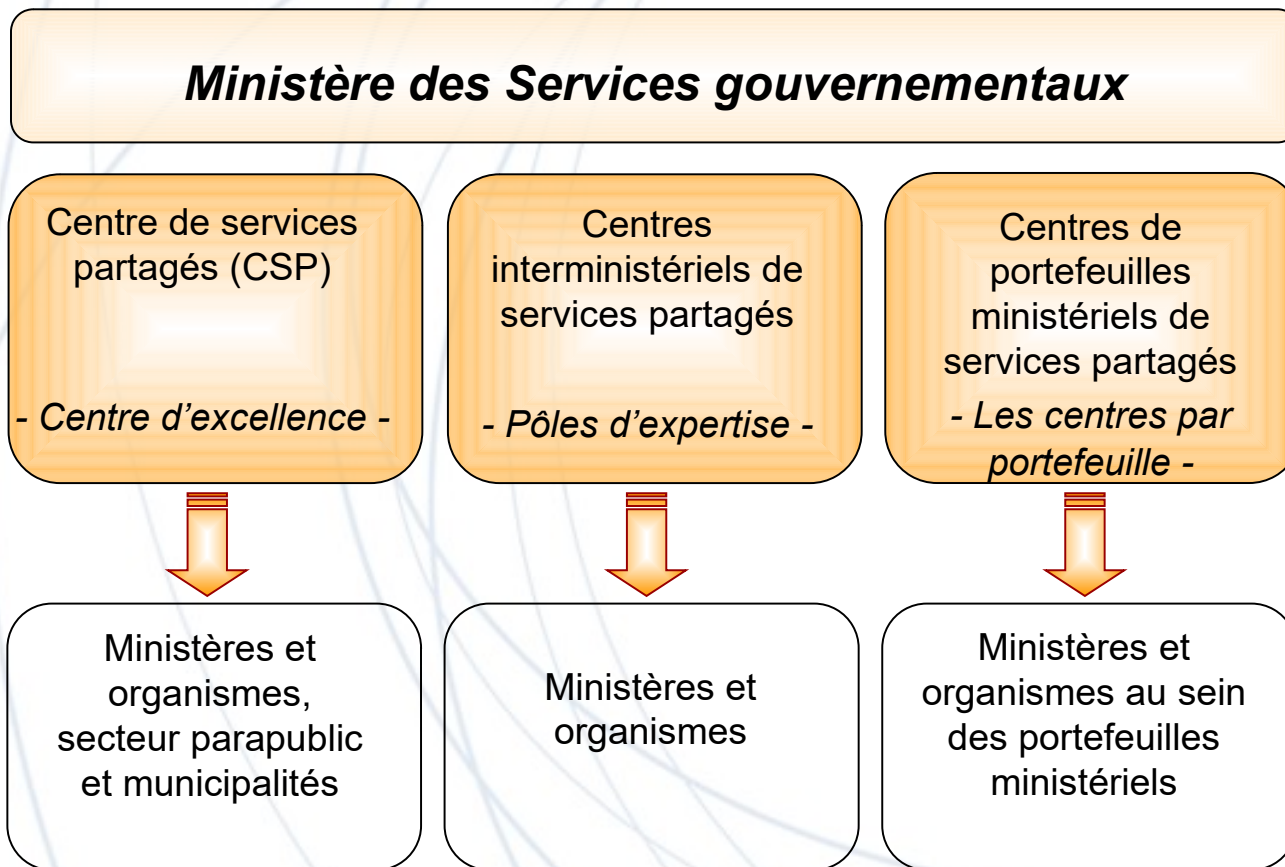 Ministère des Services gouvernementaux
Centre de services
partagés (CSP)
- Centre d’excellence -
Centres
interministériels de
services partagés
- Pôles d’expertise -
Centres de
portefeuilles
ministériels de
services partagés
- Les centres par
portefeuille -
Ministères et
organismes,
secteur parapublic
et municipalités
Ministères et
organismes
Ministères et
organismes au sein
des portefeuilles
ministériels